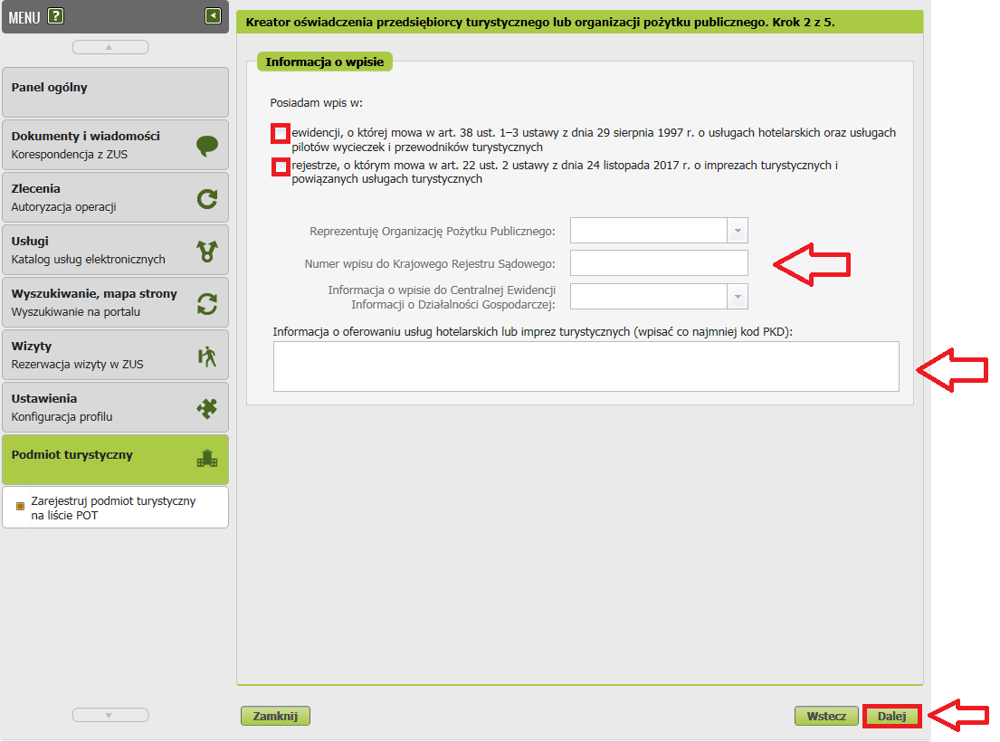 MENU ?
Panel ogólny
Dokumenty i wiadomości
Korespondencja z ZUS
Zlecenia
Autoryzacja operacji
Usługi
Katalog usług elektronicznych
Wyszukiwanie, mapa strony
Wyszukiwanie na portalu
Wizyty
Rezerwacja wizyty w ZUS
Ustawienia
Konfiguracja profilu
Podmiot turystyczny
Zarejestruj podmiot turystyczny
na liście POT
Kreator oświadczenia przedsiębiorcy turystycznego lub organizacji pożytku publicznego. Krok 2 z 5.
Informacja o wpisie
Posiadam wpis w:
ewidencji, o której mowa w art. 38 ust. 1–3 ustawy z dnia 29 sierpnia 1997 r. o usługach hotelarskich oraz usługach
pilotów wycieczek i przewodników turystycznych
rejestrze, o którym mowa w art. 22 ust. 2 ustawy z dnia 24 listopada 2017 r. o imprezach turystycznych i
powiązanych usługach turystycznych
Reprezentuję Organizację Pożytku Publicznego:
Numer wpisu do Krajowego Rejestru Sądowego:
Informacja o wpisie do Centralnej Ewidencji
Informacji o Działalności Gospodarczej:
Informacja o oferowaniu usług hotelarskich lub imprez turystycznych (wpisać co najmniej kod PKD):
Zamknij
Wstecz
Dalej